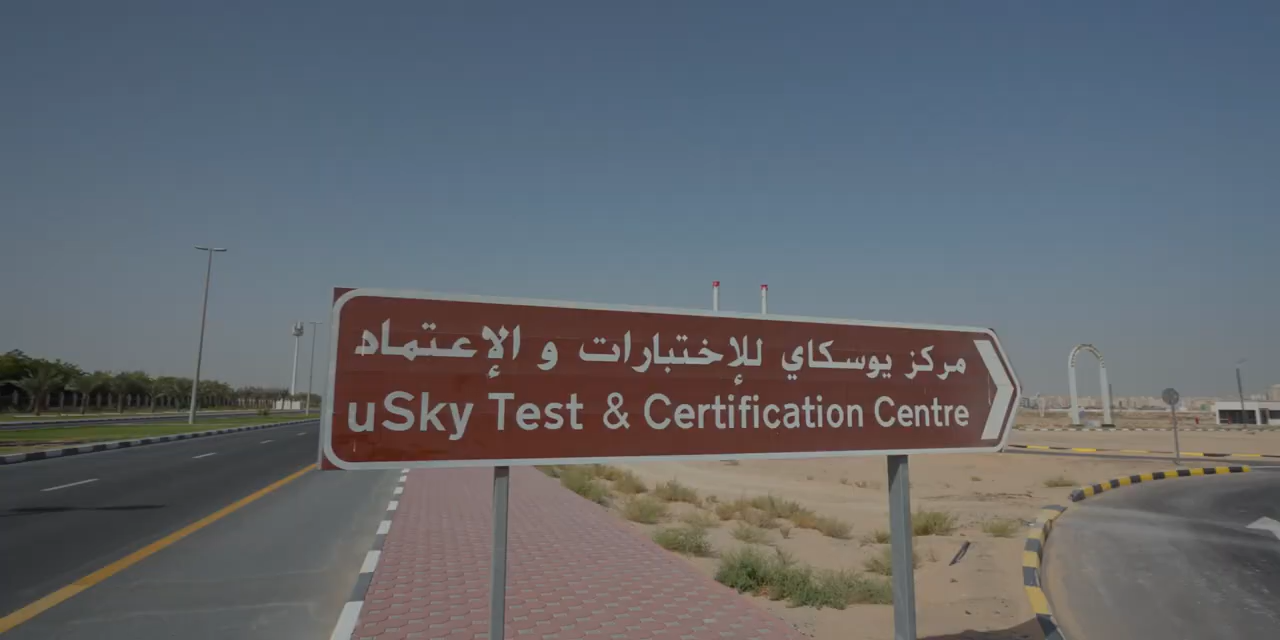 مركز يوسكاي للإختبارات و الإعتماد
uSky Test & Certification Centre